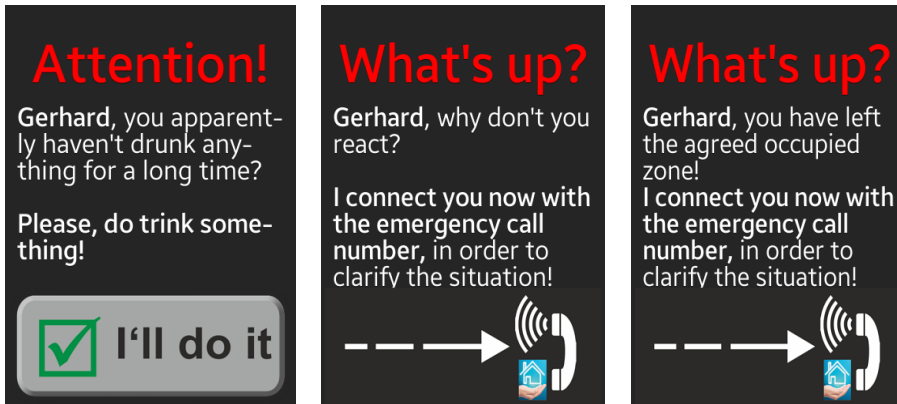 Attention!
Gerhard, you apparent-
ly haven't drunk any-
thing for a long time?
Please, do trink some-
thing!
I‘ll do it
What's up?
Gerhard, why don't you
react?
I connect you now with
the emergency call
number, in order to
clarify the situation!
What's up?
Gerhard, you have left
the agreed occupied
zone!
I connect you now with
the emergency call
number, in order to
clarify the situation!